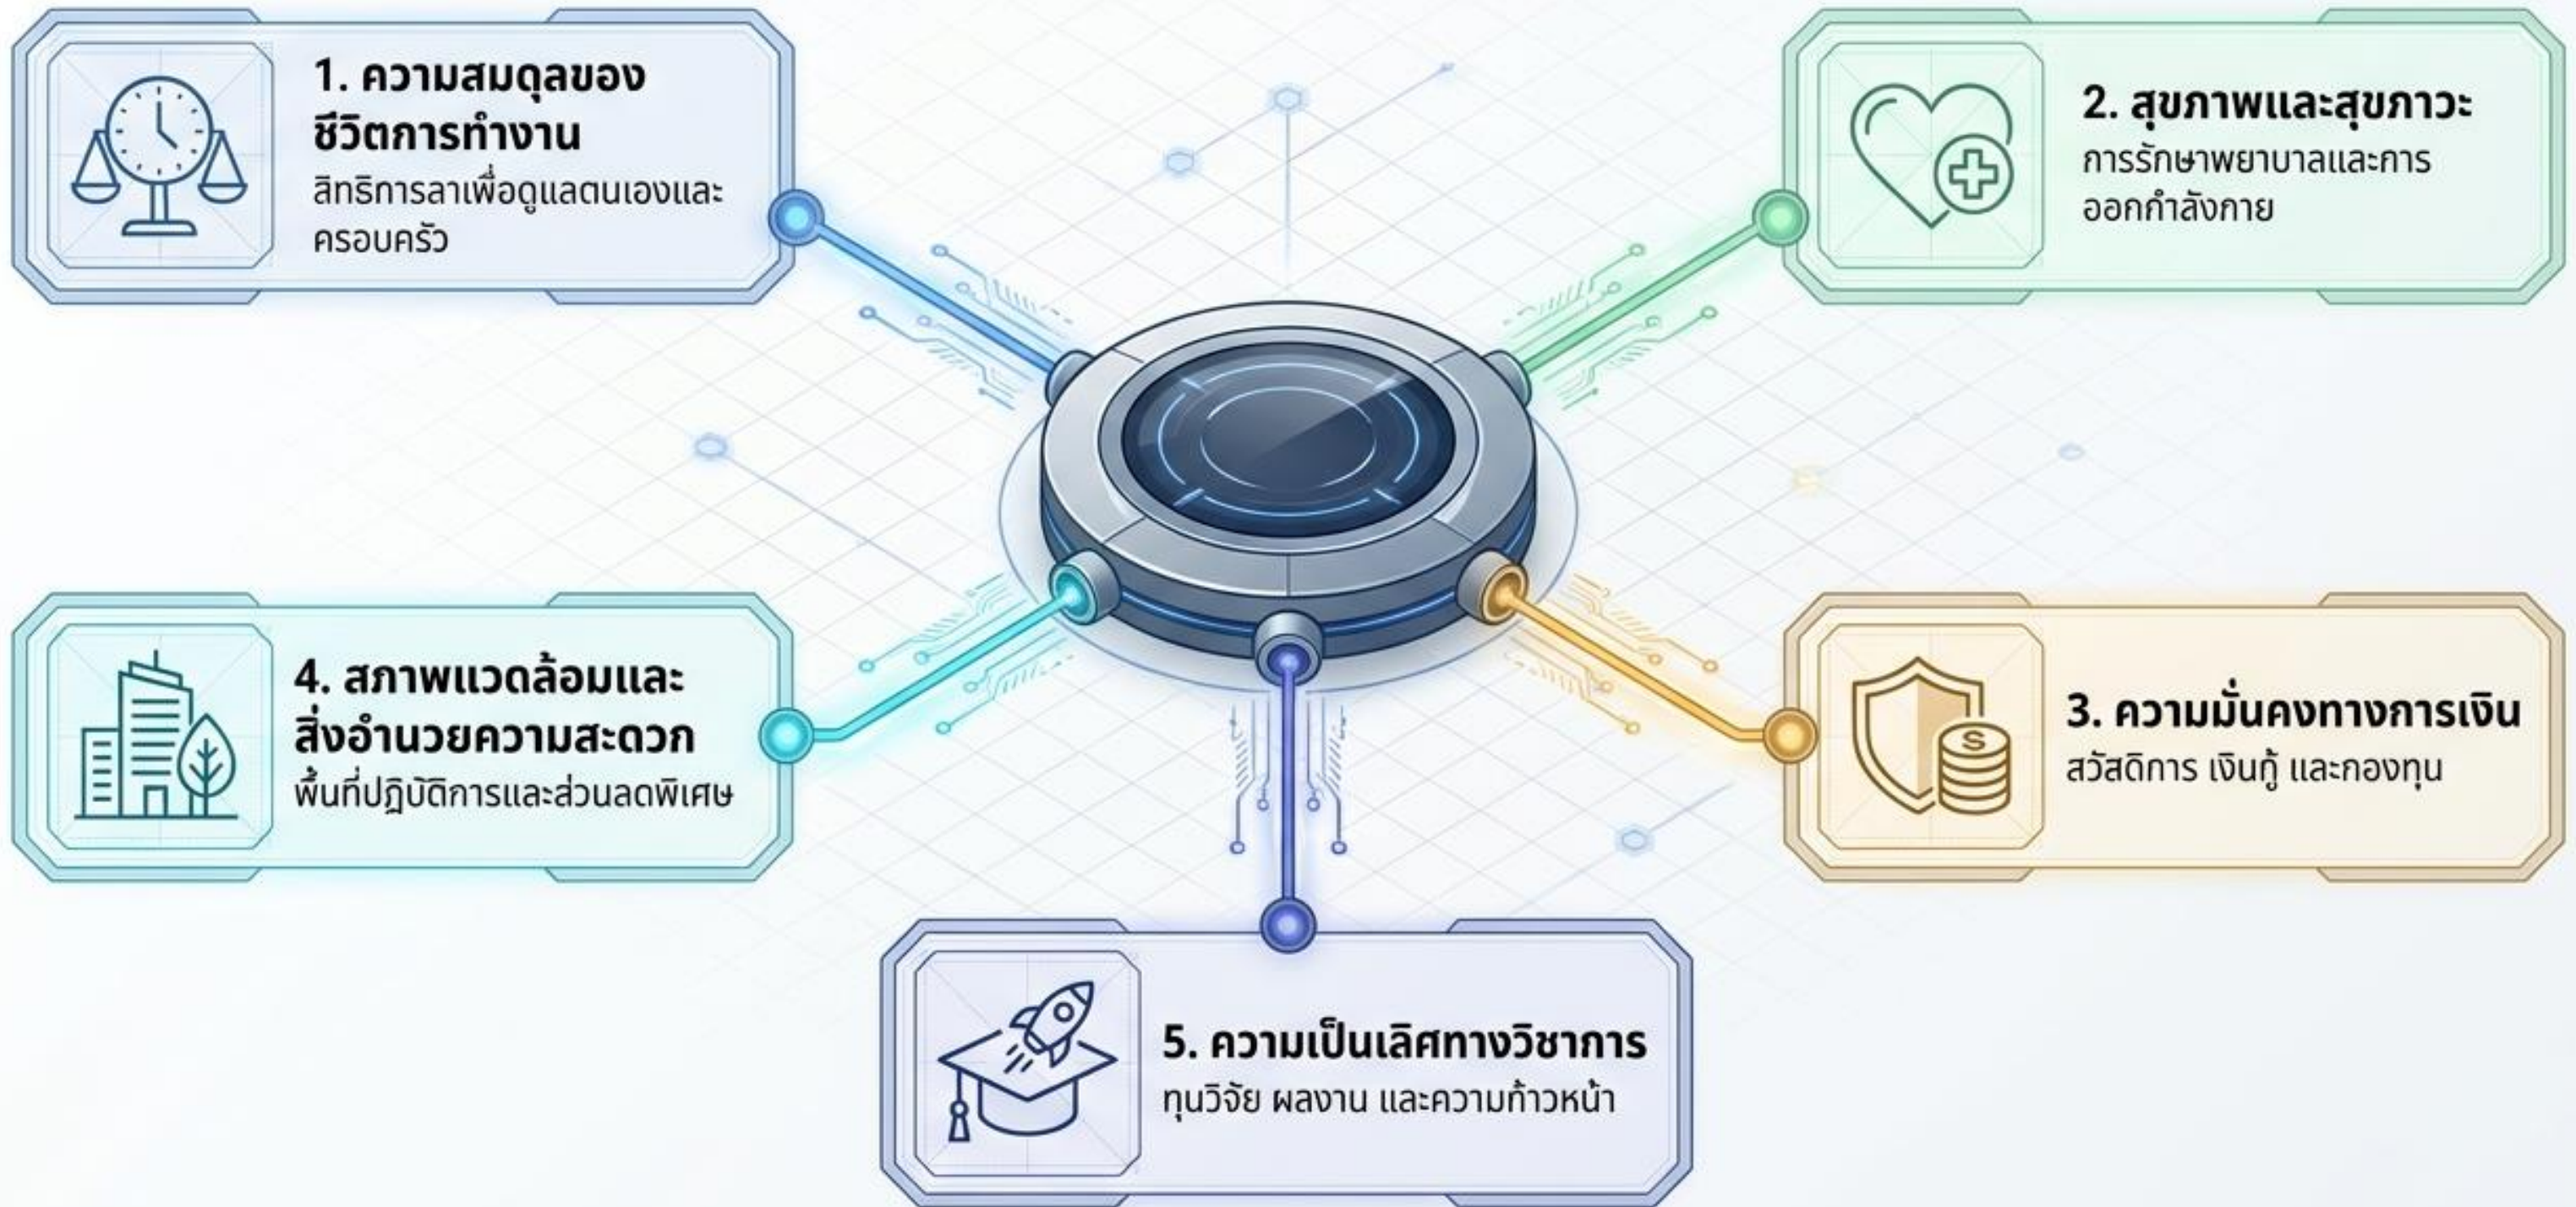 1. ความสมดุลของ
ชีวิตการทำงาน
สิทธิการลาเพื่อดูแลตนเองและ
ครอบครัว
2. สุขภาพและสุขภาวะ
การรักษาพยาบาลและการ
ออกกำลังกาย
3. ความมั่นคงทางการเงิน
สวัสดิการ เงินกู้ และกองทุน
4. สภาพแวดล้อมและ
สิ่งอำนวยความสะดวก
พื้นที่ปฏิบัติการและส่วนลดพิเศษ
5. ความเป็นเลิศทางวิชาการ
ทุนวิจัย ผลงาน และความก้าวหน้า